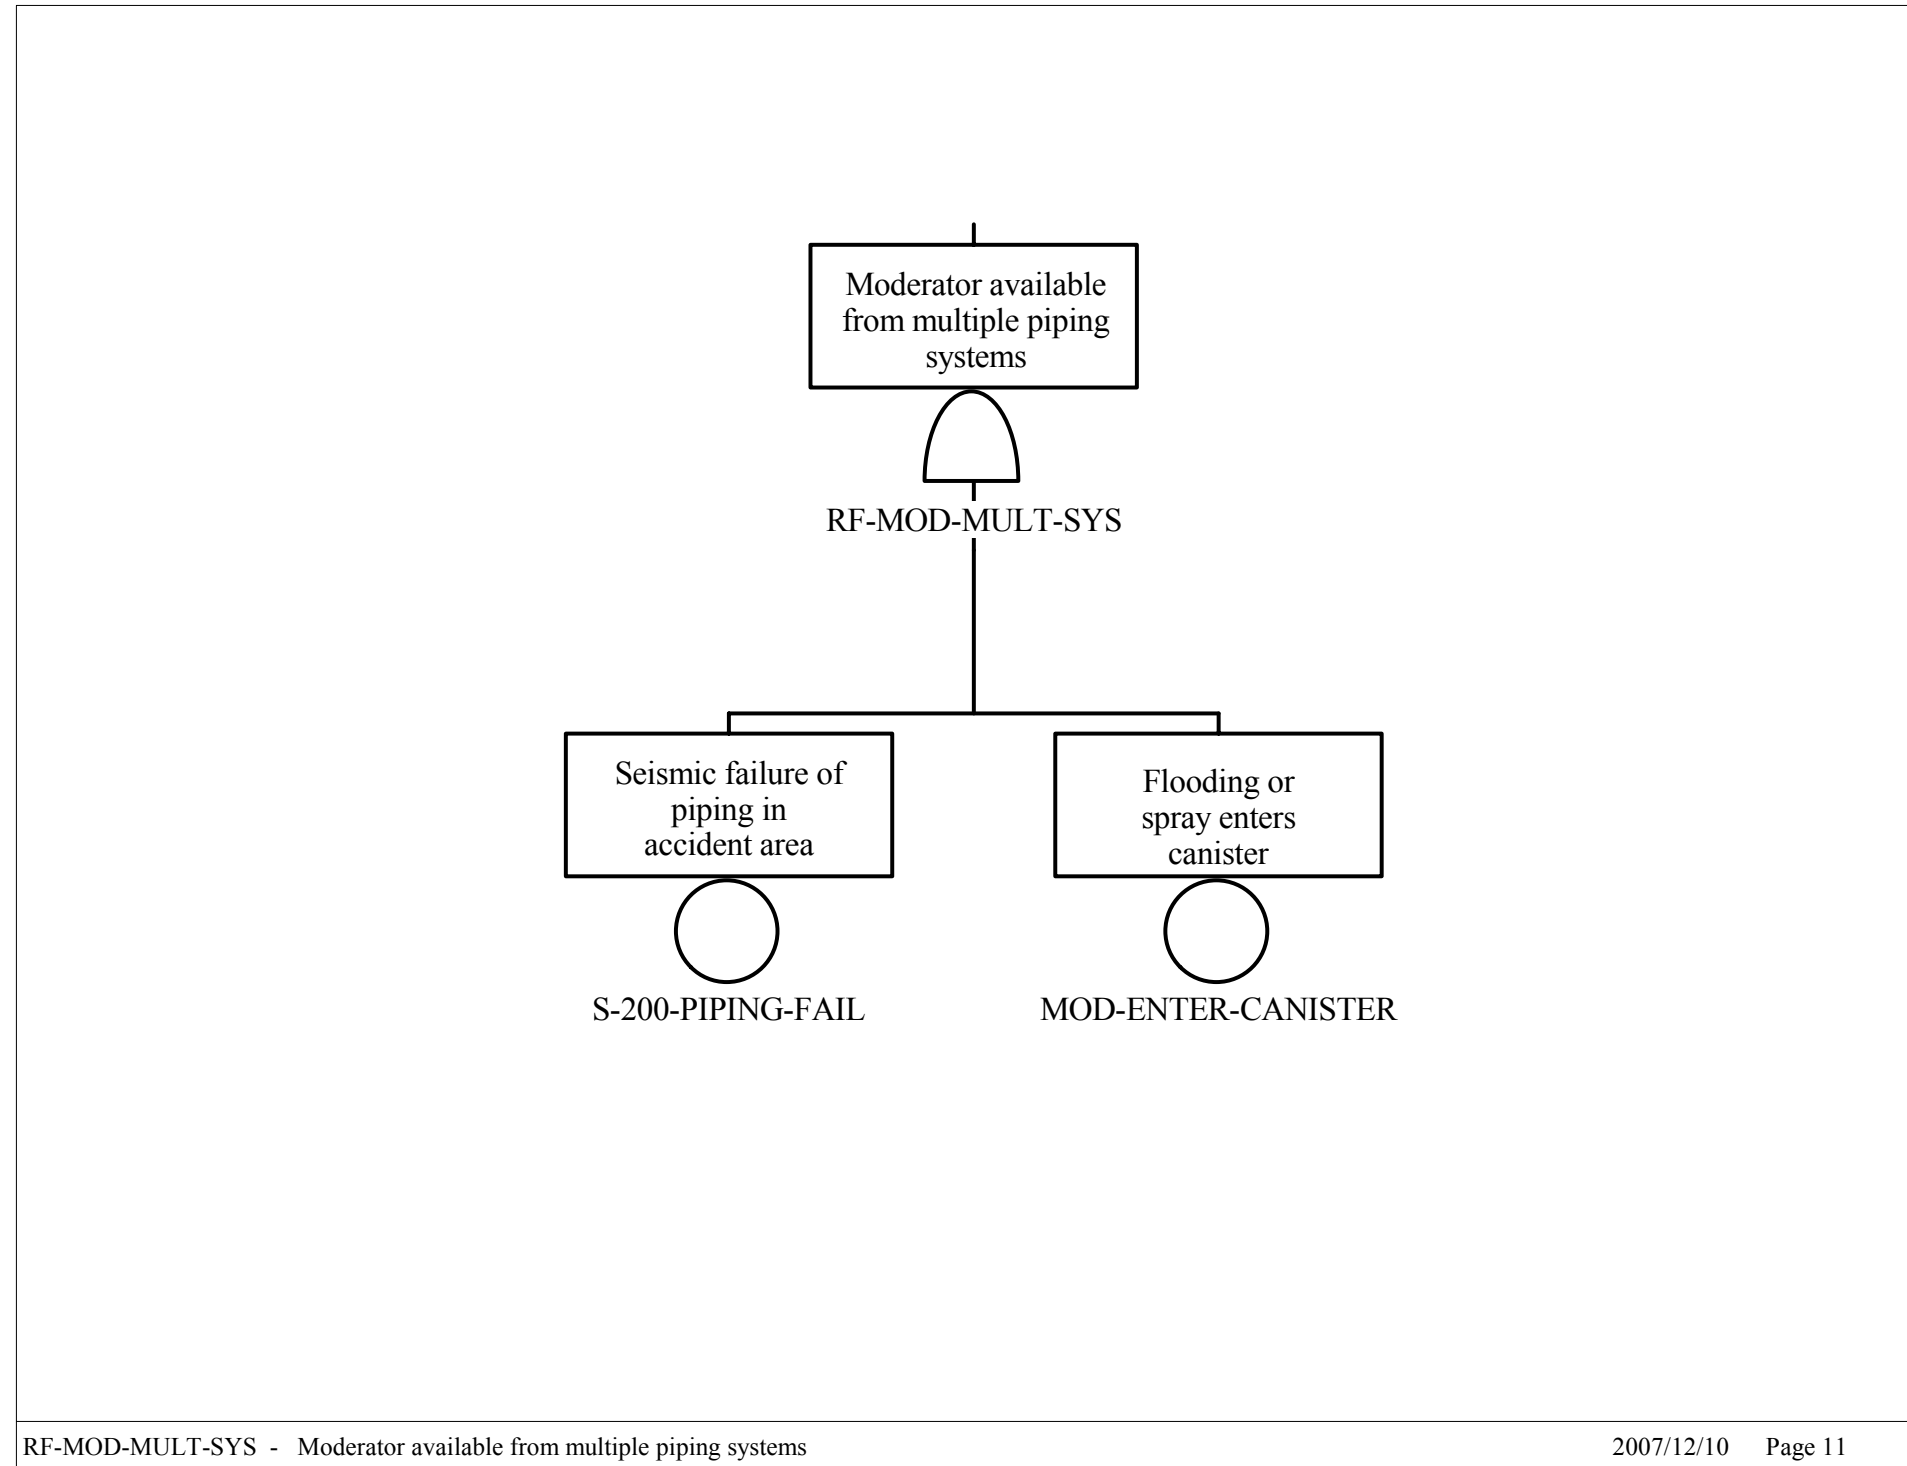 Moderator available
from multiple piping
systems
RF-MOD-MULT-SYS
Seismic failure of
piping in
accident area
S-200-PIPING-FAIL
Flooding or
spray enters
canister
MOD-ENTER-CANISTER
RF-MOD-MULT-SYS - Moderator available from multiple piping systems
2007/12/10 Page 11